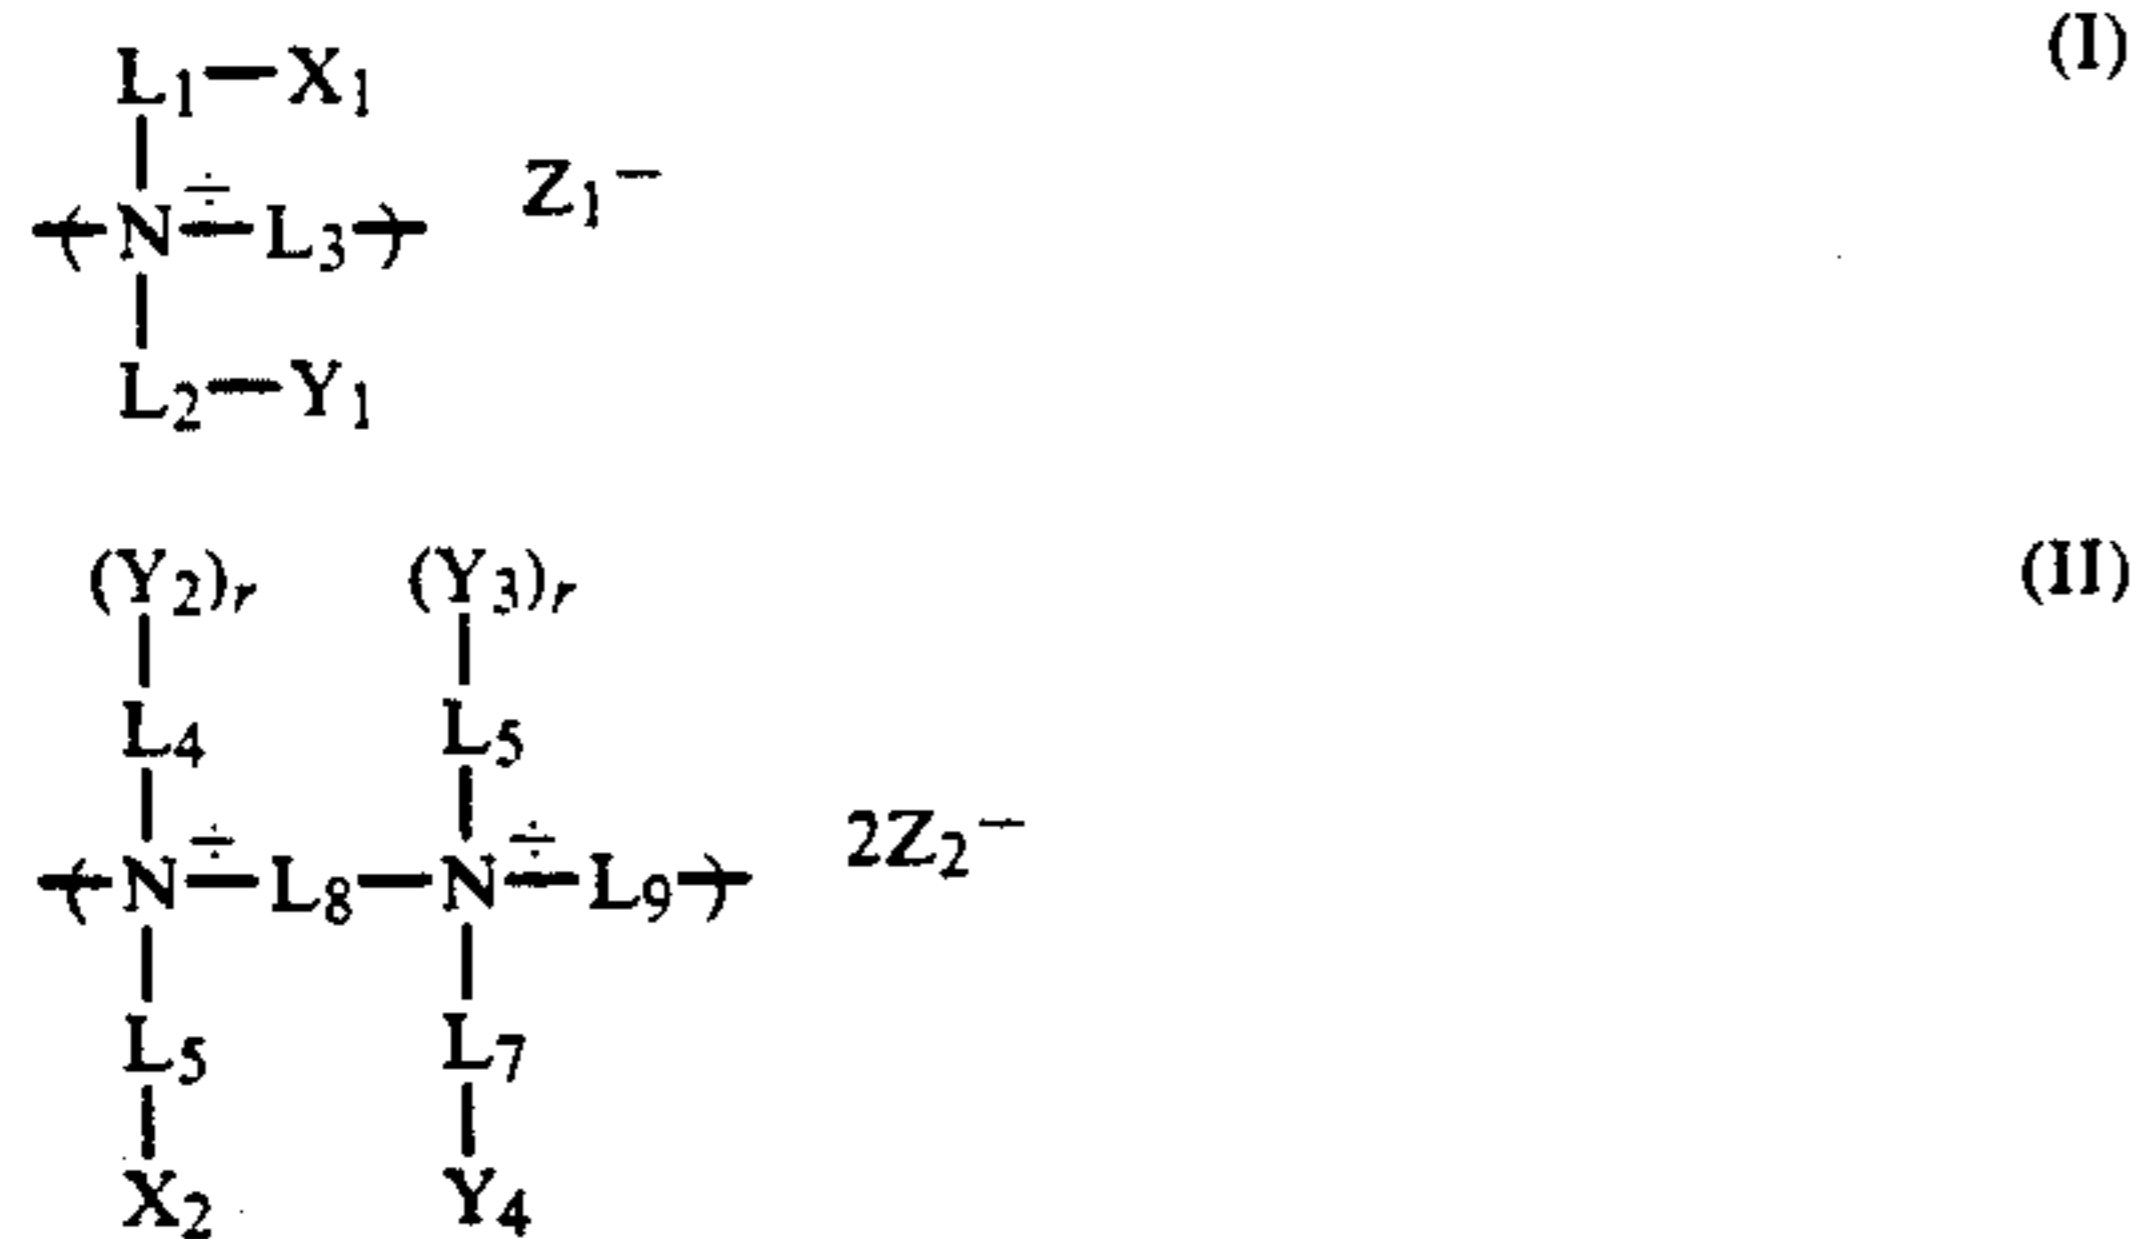 L1—X1 (I)
(N÷—L3) Z1−
L2—Y1
(Y2)r (Y3)r (II)
L4 L5
(N÷—L8—N÷—L9) 2Z2−
L5 L7
X2 Y4